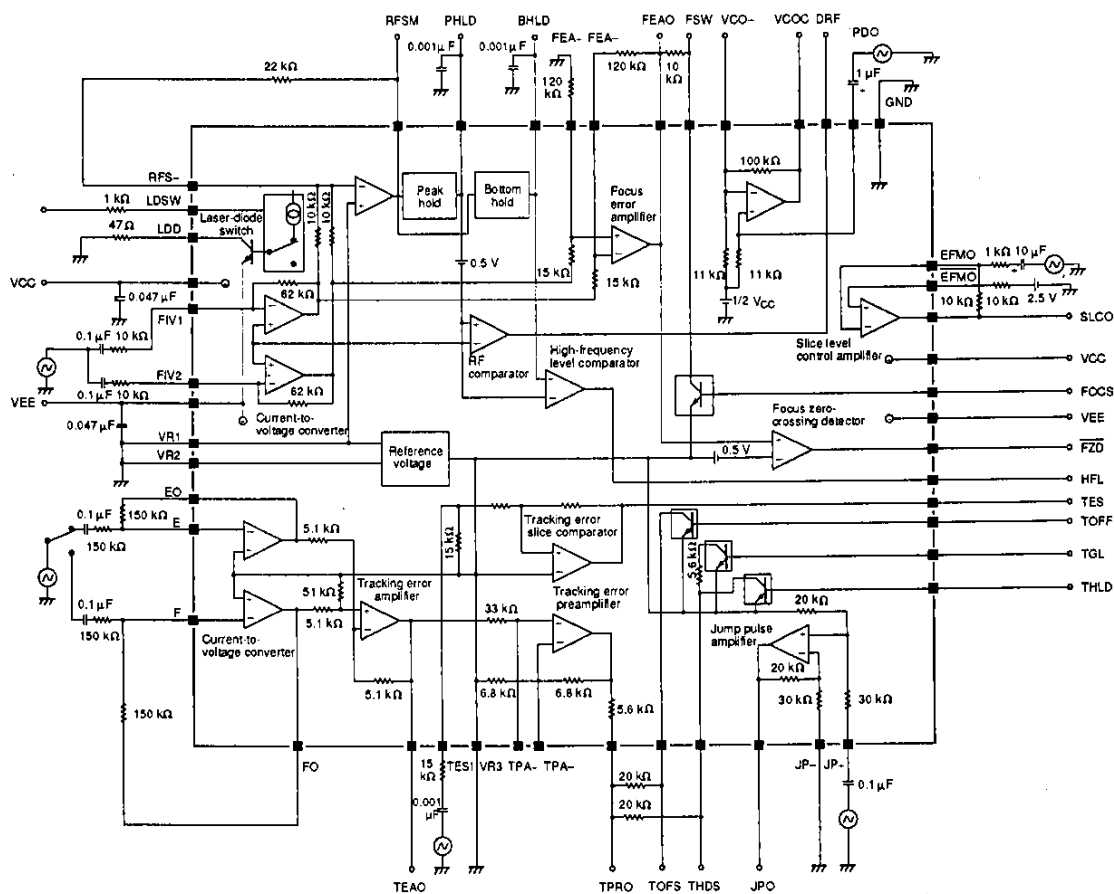 RFSM PHLD BHLD FEAO FSW VCO- VCOC DRF
PDO
0.001 µF 0.001 µF FEA- FEA-
120 kΩ 10 kΩ
22 kΩ
120 kΩ
1 µF
+
GND
100 kΩ
RFS-
1 kΩ LDSW
47Ω
LDD
Laser-diode switch
10 kΩ
10 kΩ
Peak hold
Bottom hold
Focus error amplifier
0.5 V
15 kΩ
15 kΩ
11 kΩ 11 kΩ
1/2 VCC
EFMO 1 kΩ 10 µF
+
EFMO
10 kΩ 10 kΩ 2.5 V
SLCO
Slice level control amplifier
VCC
0.047 µF
62 kΩ
FIV1
0.1 µF 10 kΩ
RF comparator
High-frequency level comparator
VCC
FIV2
0.1 µF 10 kΩ
62 kΩ
FOCS
VEE
Current-to-voltage converter
Focus zero-crossing detector
VEE
0.047 µF
VR1
VR2
Reference voltage
0.5 V
FZD
HFL
EO
TES
0.1 µF
150 kΩ
E
150 kΩ
5.1 kΩ
15 kΩ
Tracking error slice comparator
TOFF
5.6 kΩ
TGL
51 kΩ
Tracking error amplifier
Tracking error preamplifier
THLD
0.1 µF
F
150 kΩ
5.1 kΩ
33 kΩ
20 kΩ
Current-to-voltage converter
Jump pulse amplifier
5.1 kΩ
6.8 kΩ 6.8 kΩ
20 kΩ
150 kΩ
5.6 kΩ
30 kΩ 30 kΩ
FO
15 kΩ
TES1 VR3 TPA- TPA-
JP- JP+
20 kΩ
0.1 µF
0.001 µF
20 kΩ
TEAO TPRO TOFS THDS JPO